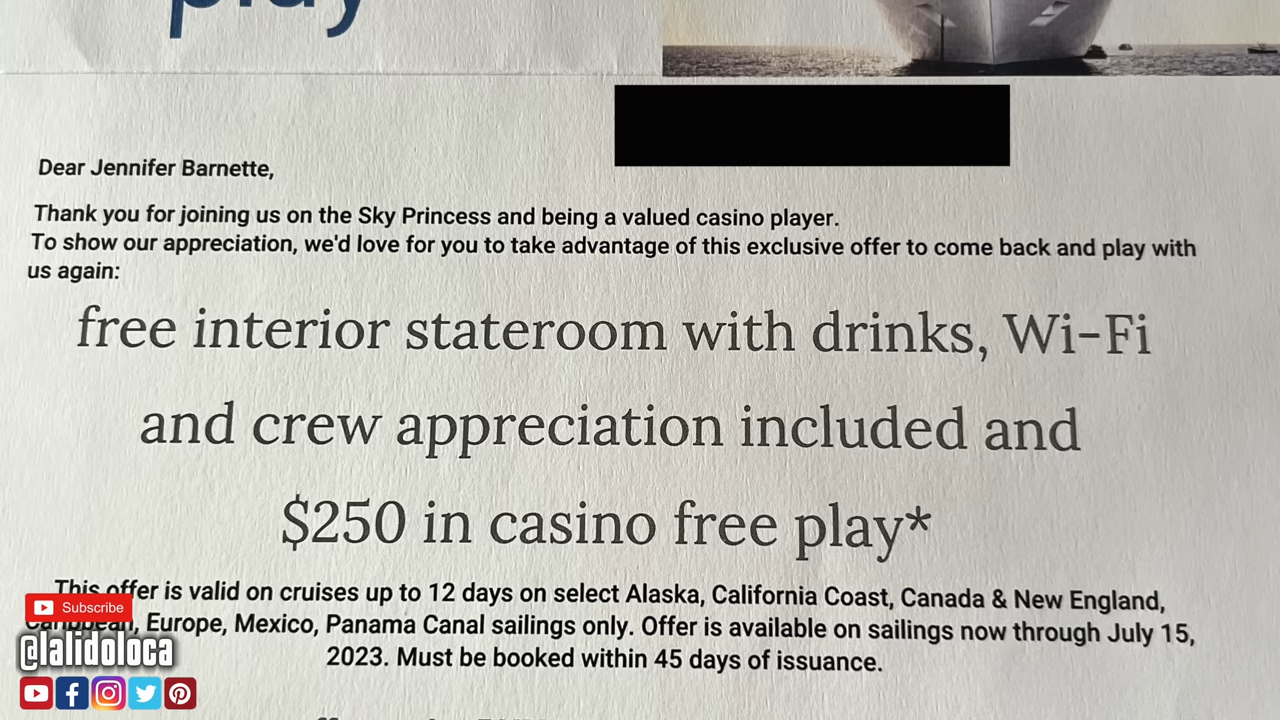 play
Dear Jennifer Barnette,
Thank you for joining us on the Sky Princess and being a valued casino player.
To show our appreciation, we'd love for you to take advantage of this exclusive offer to come back and play with
us again:
free interior stateroom with drinks, Wi-Fi
and crew appreciation included and
$250 in casino free play*
This offer is valid on cruises up to 12 days on select Alaska, California Coast, Canada & New England,
Caribbean, Europe, Mexico, Panama Canal sailings only. Offer is available on sailings now through July 15,
2023. Must be booked within 45 days of issuance.
Subscribe
@lalidoloca